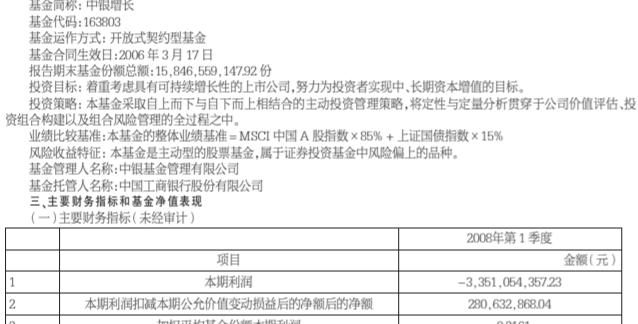 基金简称：中银增长
基金代码：163803
基金运作方式：开放式契约型基金
基金合同生效日：2006年3月17日
报告期末基金份额总额：15,846,559,147.92份
投资目标：着重考虑具有可持续增长性的上市公司，努力为投资者实现中、长期资本增值的目标。
投资策略：本基金采取自上而下与自下而上相结合的主动投资管理策略，将定性与定量分析贯穿于公司价值评估、投
资组合构建以及组合风险管理的全过程之中。
业绩比较基准：本基金的整体业绩基准＝MSCI 中国 A 股指数×85%＋上证国债指数×15%
风险收益特征：本基金是主动型的股票基金，属于证券投资基金中风险偏上的品种。
基金管理人名称：中银基金管理有限公司
基金托管人名称：中国工商银行股份有限公司
三、主要财务指标和基金净值表现
（一）主要财务指标（未经审计）
2008年第1季度
项目 金额（元）
1 本期利润 －3,351,054,357.23
2 本期利润扣减本期公允价值变动损益后的净额后的净额 280,632,868.04